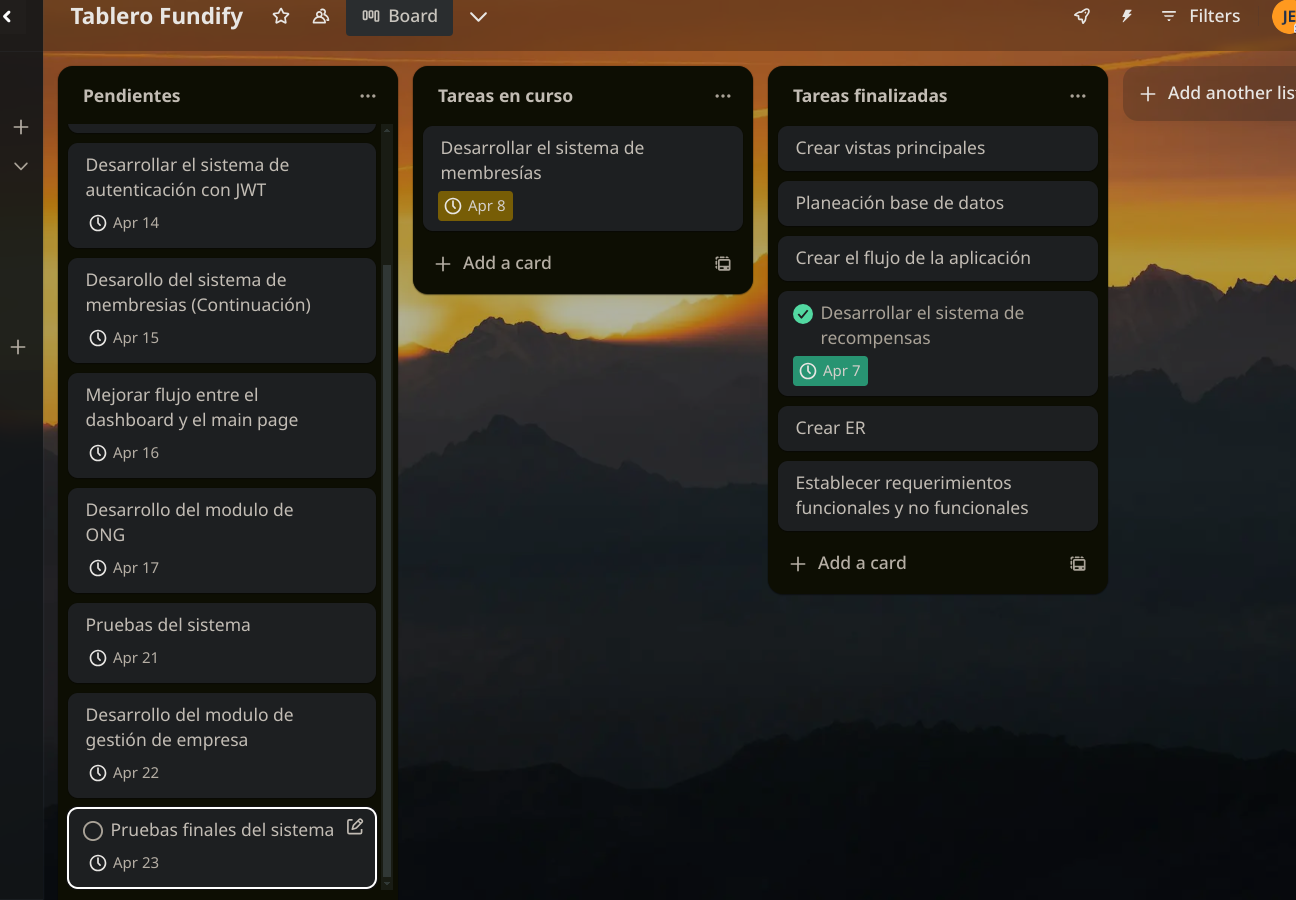 Tablero Fundify
Board
Filters
JE
Pendientes
Desarrollar el sistema de
autenticación con JWT
Apr 14
Desarollo del sistema de
membresias (Continuación)
Apr 15
Mejorar flujo entre el
dashboard y el main page
Apr 16
Desarrollo del modulo de
ONG
Apr 17
Pruebas del sistema
Apr 21
Desarrollo del modulo de
gestión de empresa
Apr 22
Pruebas finales del sistema
Apr 23
Tareas en curso
Desarrollar el sistema de
membresías
Apr 8
Add a card
Tareas finalizadas
Crear vistas principales
Planeación base de datos
Crear el flujo de la aplicación
Desarrollar el sistema de
recompensas
Apr 7
Crear ER
Establecer requerimientos
funcionales y no funcionales
Add a card
Add another lis